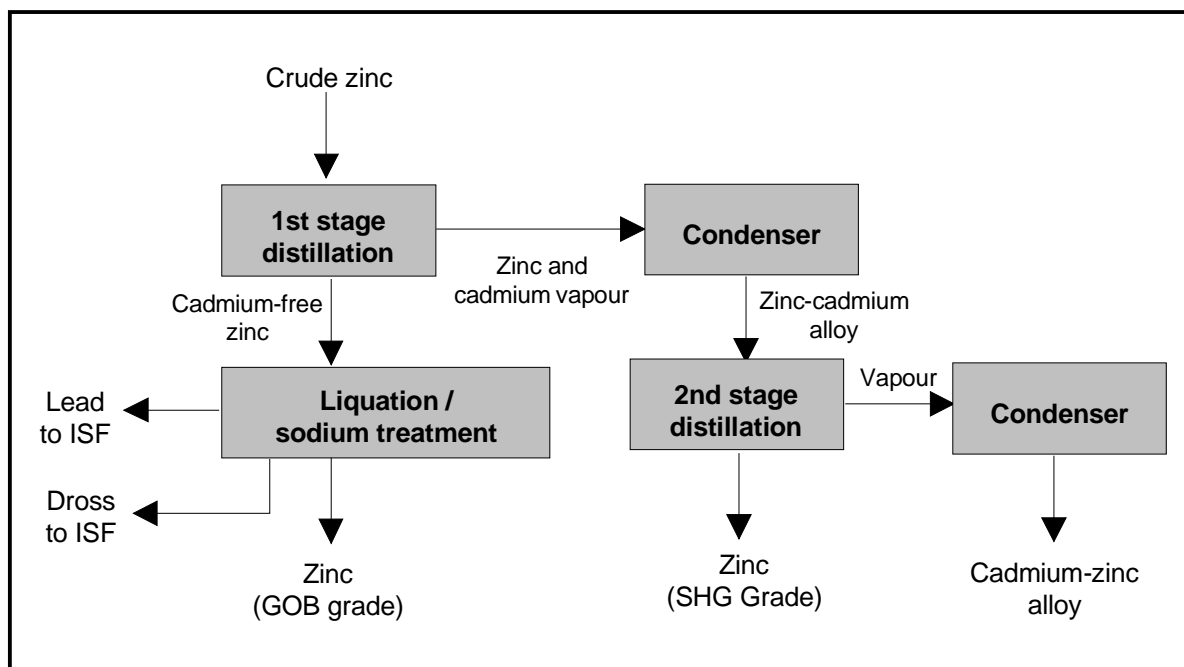 Crude zinc
1st stage
distillation
Condenser
Zinc and
cadmium vapour
Cadmium-free
zinc
Zinc-cadmium
alloy
Liquation /
sodium treatment
2nd stage
distillation
Vapour
Condenser
Lead
to ISF
Dross
to ISF
Zinc
(GOB grade)
Zinc
(SHG Grade)
Cadmium-zinc
alloy